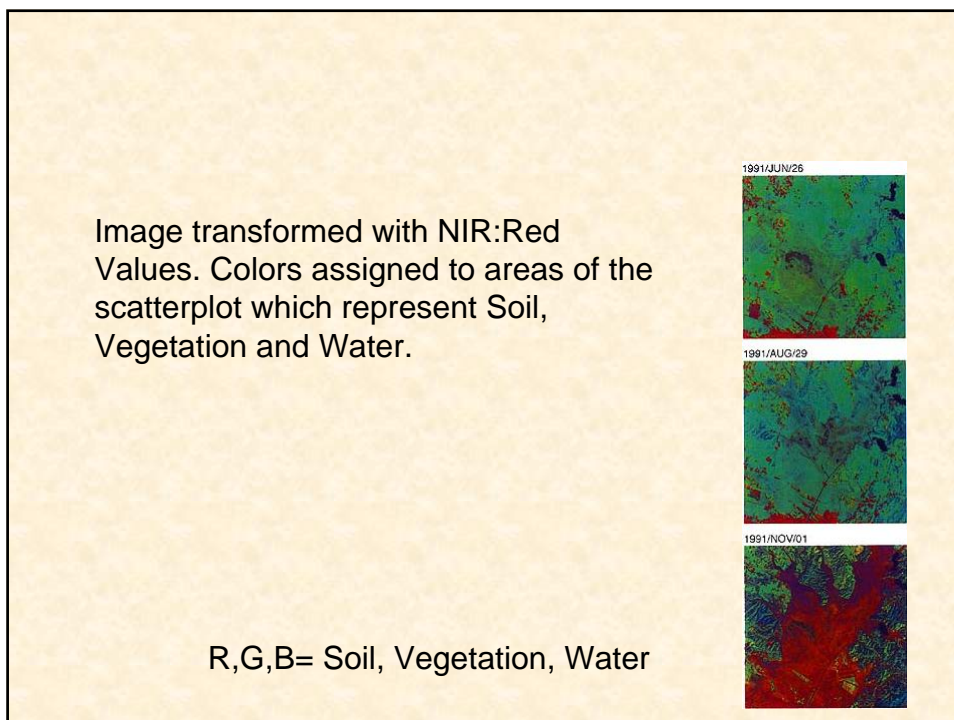 1991/JUN/26
Image transformed with NIR:Red
Values. Colors assigned to areas of the
scatterplot which represent Soil,
Vegetation and Water.
1991/AUG/29
1991/NOV/01
R,G,B= Soil, Vegetation, Water